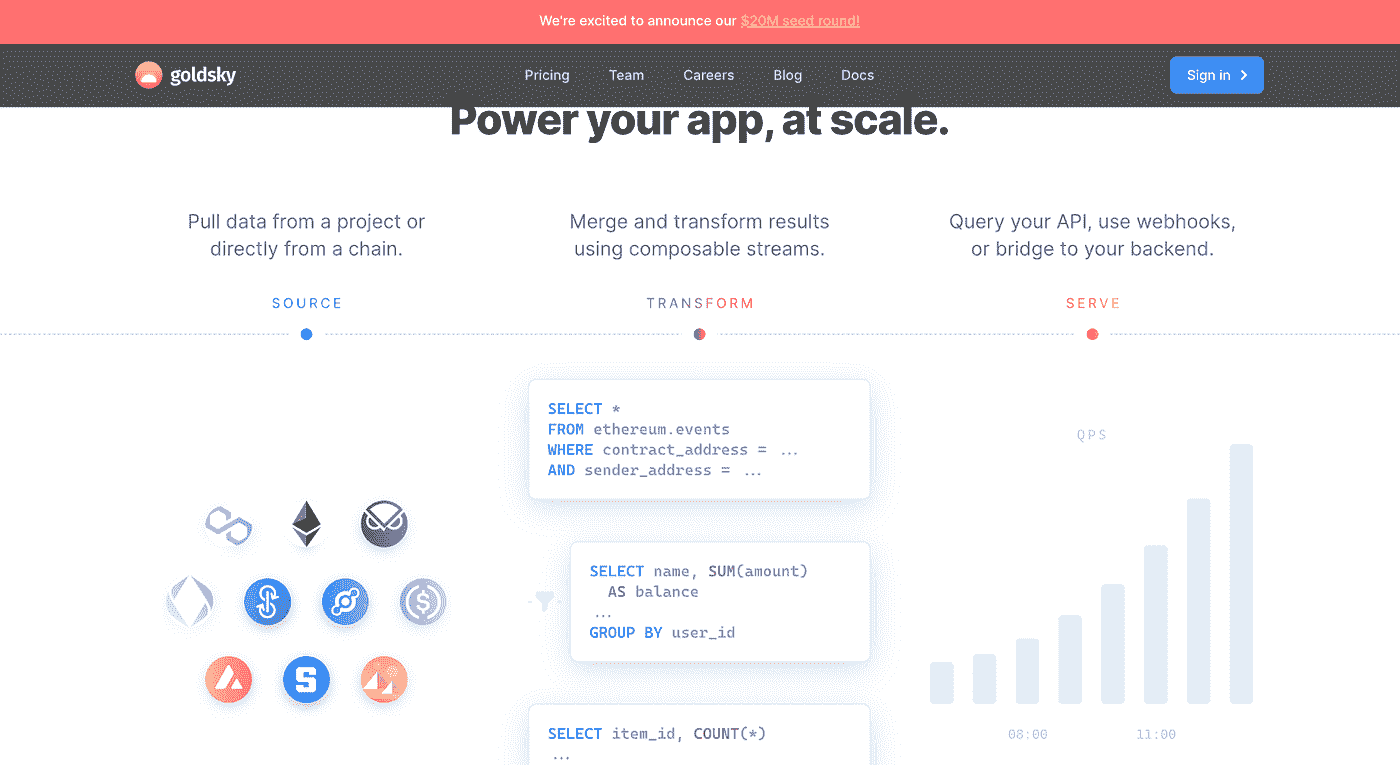 We're excited to announce our $20M seed round!
goldsky
Pricing
Team
Careers
Blog
Docs
Sign in
Power your app, at scale.
Pull data from a project or
directly from a chain.
SOURCE
Merge and transform results
using composable streams.
TRANSFORM
Query your API, use webhooks,
or bridge to your backend.
SERVE
SELECT *
FROM ethereum.events
WHERE contract_address = ...
AND sender_address = ...
SELECT name, SUM(amount)
AS balance
...
GROUP BY user_id
SELECT item_id, COUNT(*)
...
QPS
08:00
11:00